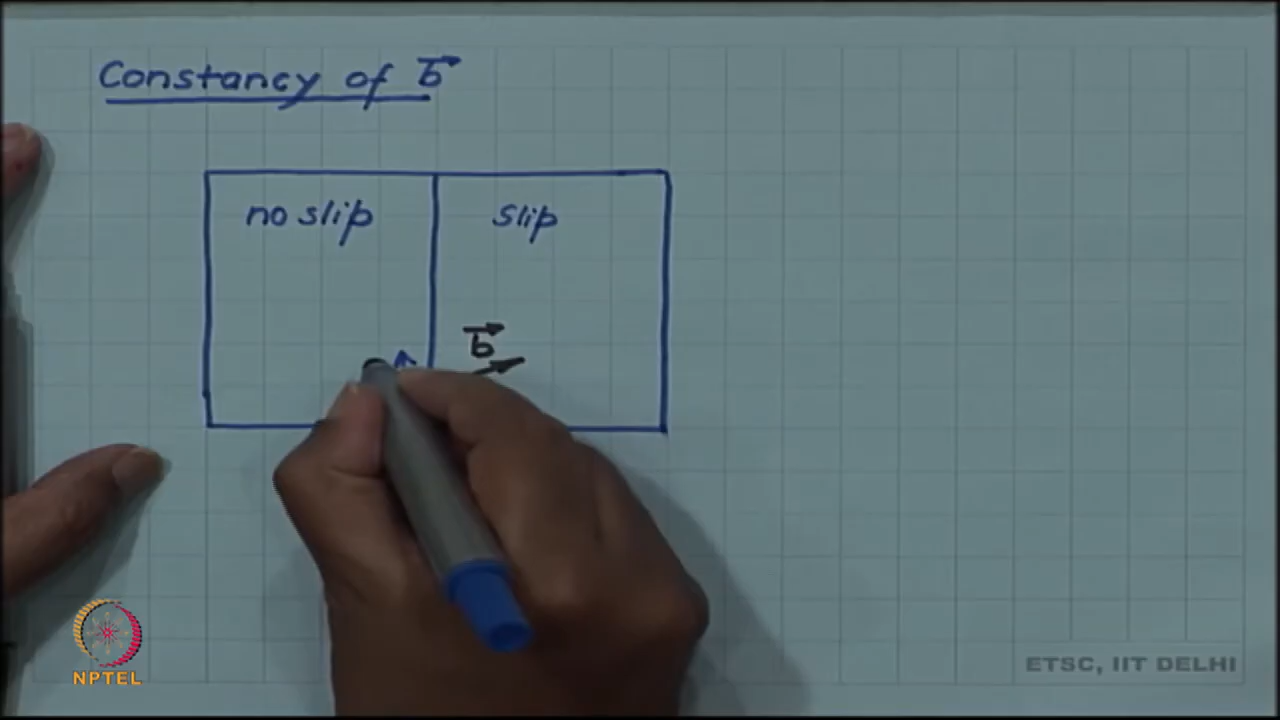 Constancy of b⃗
no slip slip
b⃗
NPTEL
ETSC, IIT DELHI